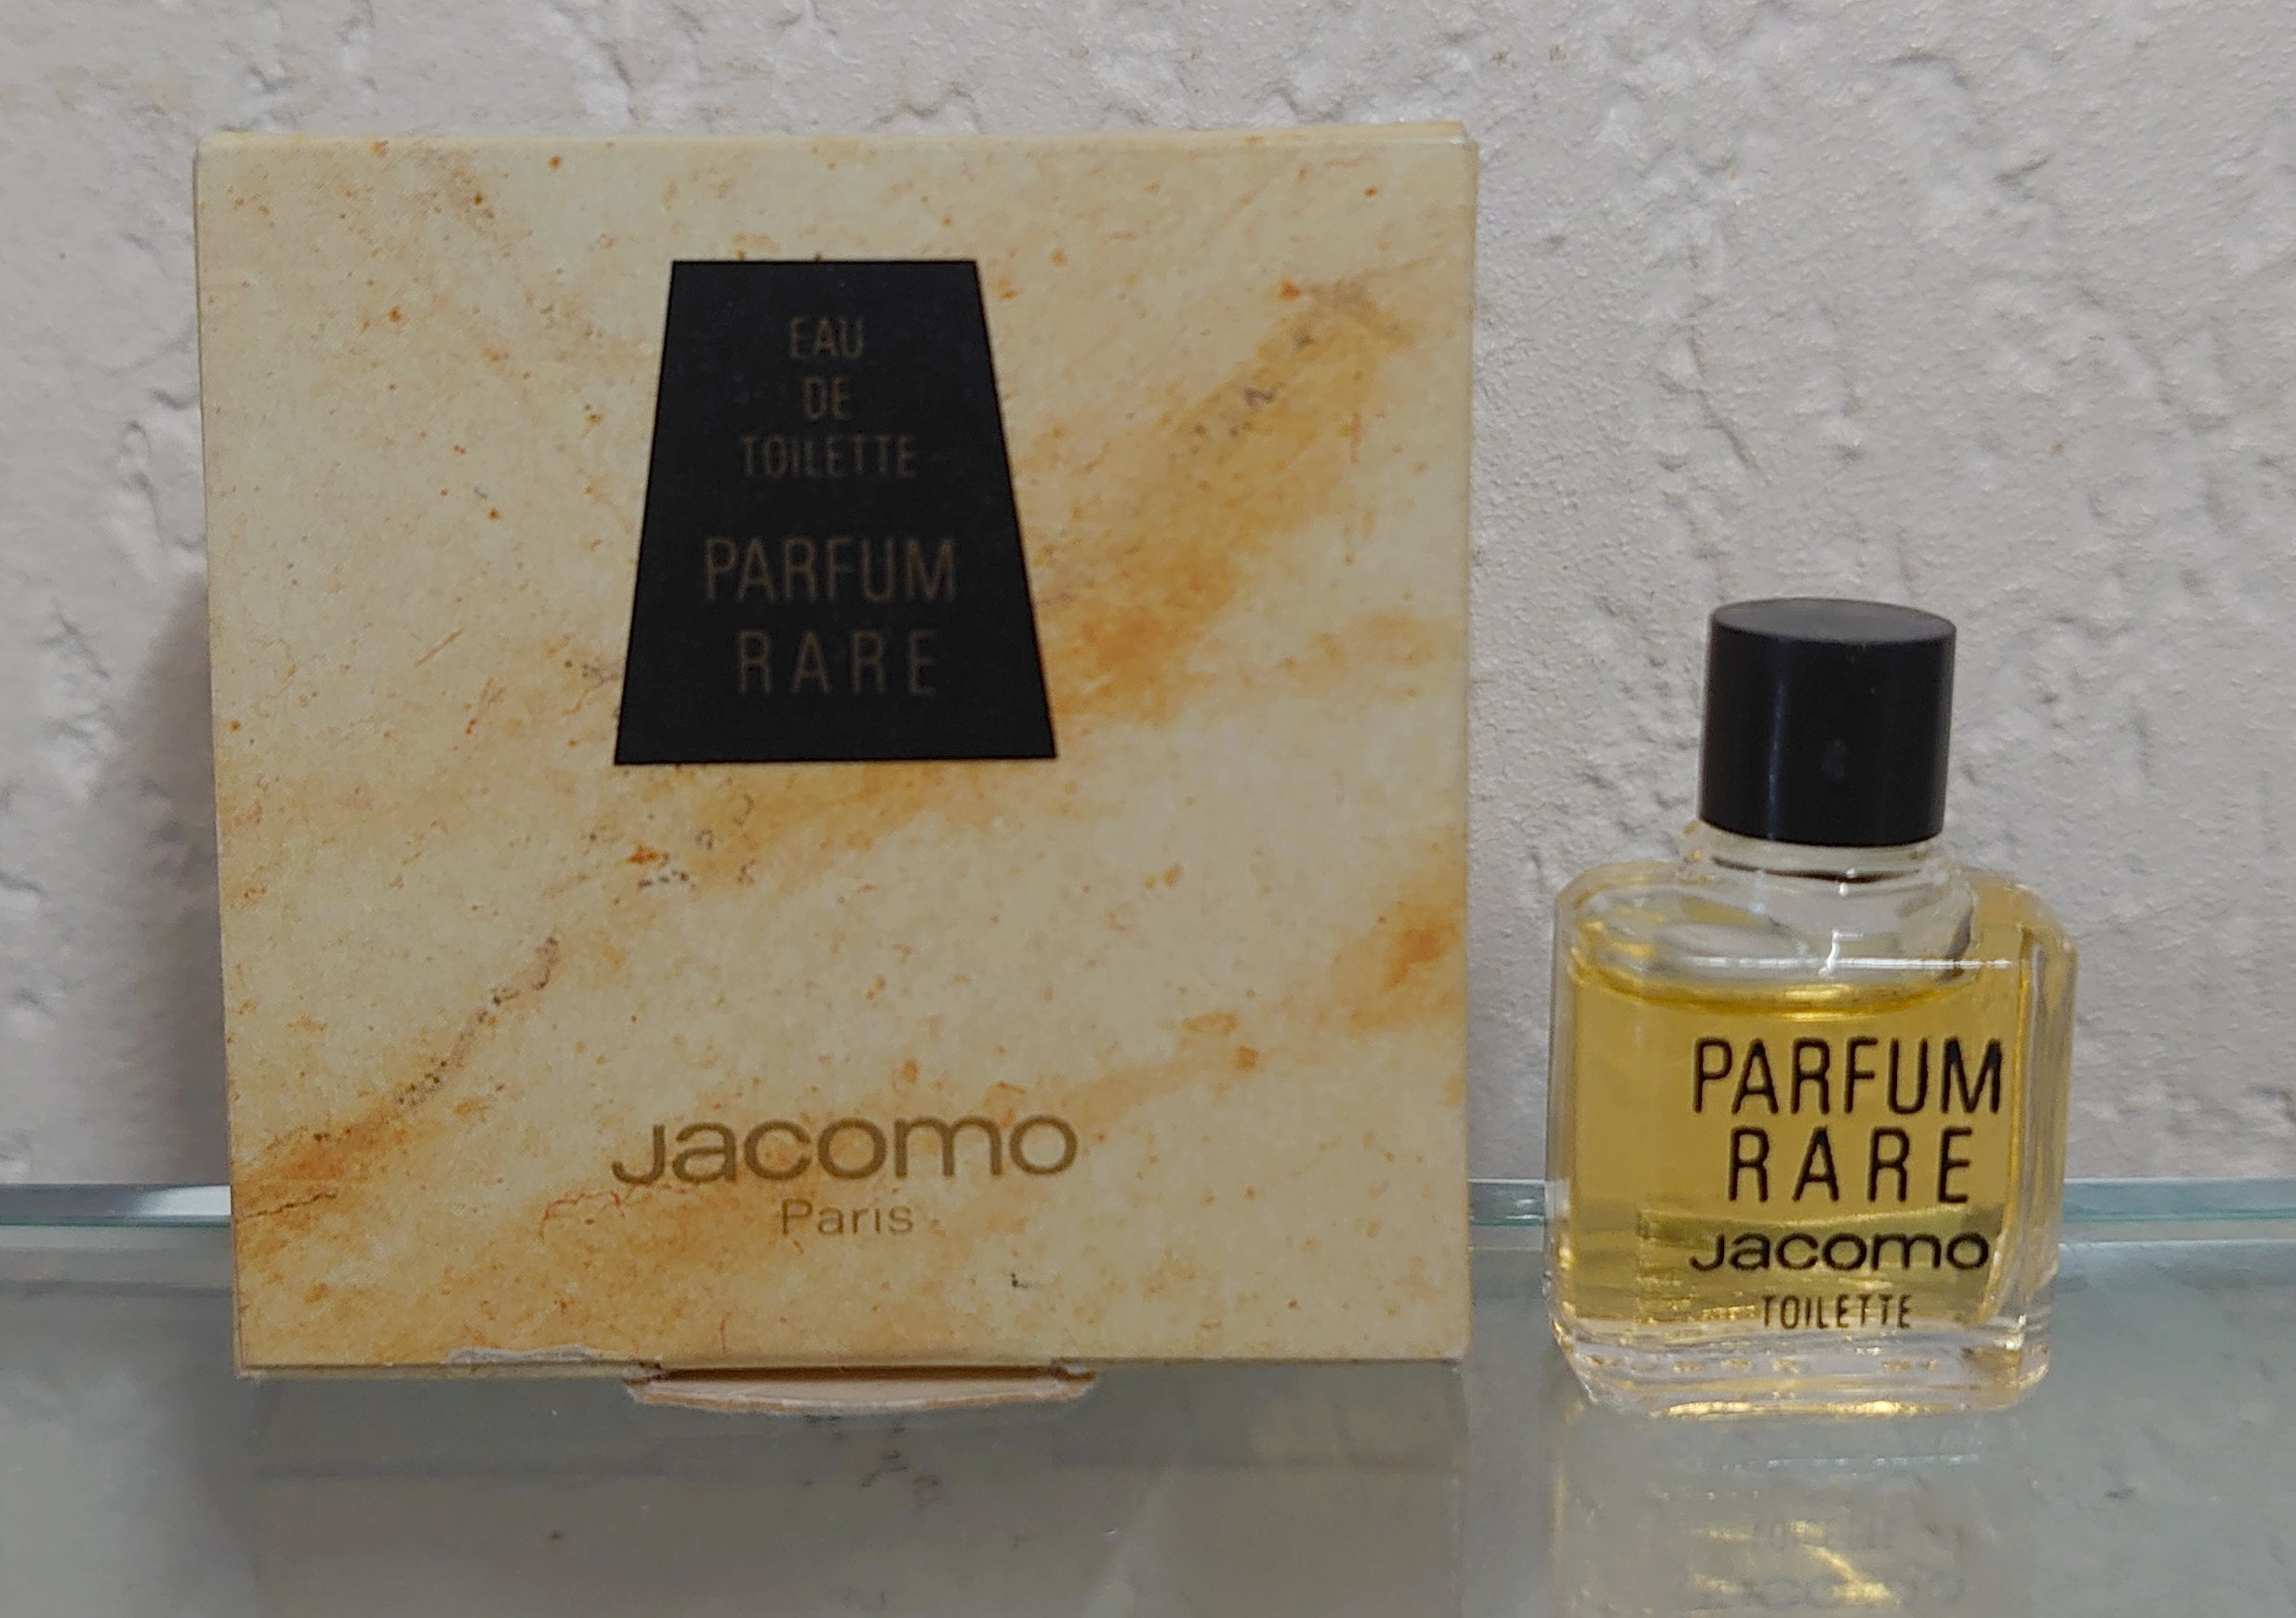 EAU
DE
TOILETTE
PARFUM
RARE
Jacomo
Paris
PARFUM
RARE
Jacomo
TOILETTE